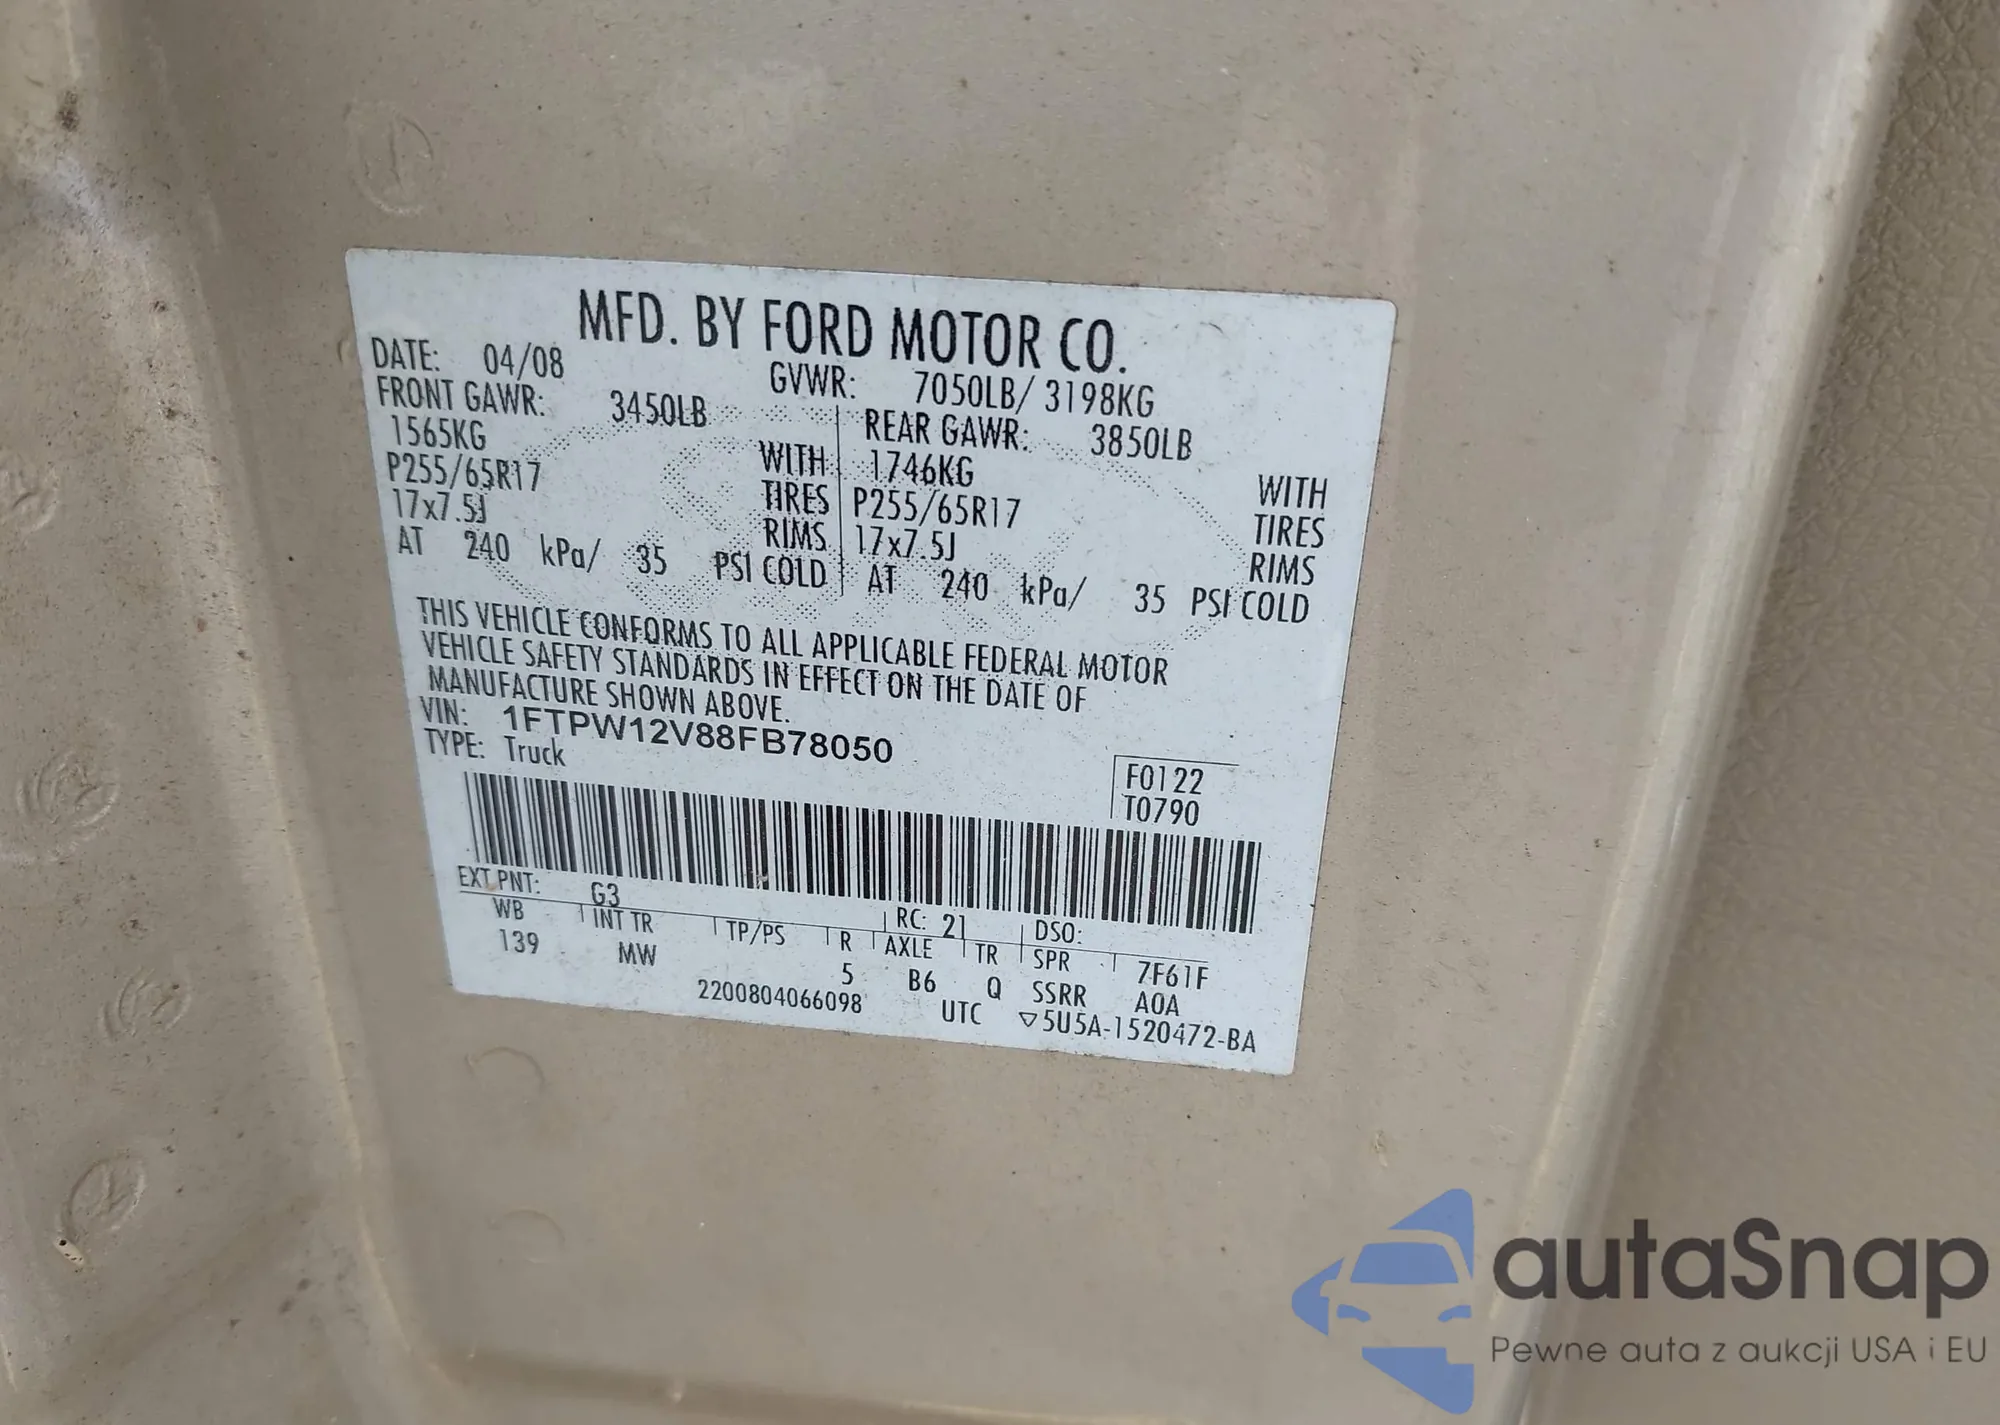 MFD. BY FORD MOTOR CO.
DATE: 04/08 GVWR: 7050LB/ 3198KG
FRONT GAWR: 3450LB REAR GAWR: 3850LB
1565KG WITH 1746KG WITH
P255/65R17 TIRES P255/65R17 TIRES
17x7.5J RIMS 17x7.5J RIMS
AT 240 kPa/ 35 PSI COLD AT 240 kPa/ 35 PSI COLD
THIS VEHICLE CONFORMS TO ALL APPLICABLE FEDERAL MOTOR
VEHICLE SAFETY STANDARDS IN EFFECT ON THE DATE OF
MANUFACTURE SHOWN ABOVE.
VIN: 1FTPW12V88FB78050
TYPE: Truck
F0122
T0790
EXT PNT: G3 RC: 21 DSO:
WB INT TR TP/PS R AXLE TR SPR 7F61F
139 MW 5 B6 Q SSRR A0A
2200804066098 UTC ▽5U5A-1520472-BA
autaSnap
Pewne auta z aukcji USA i EU